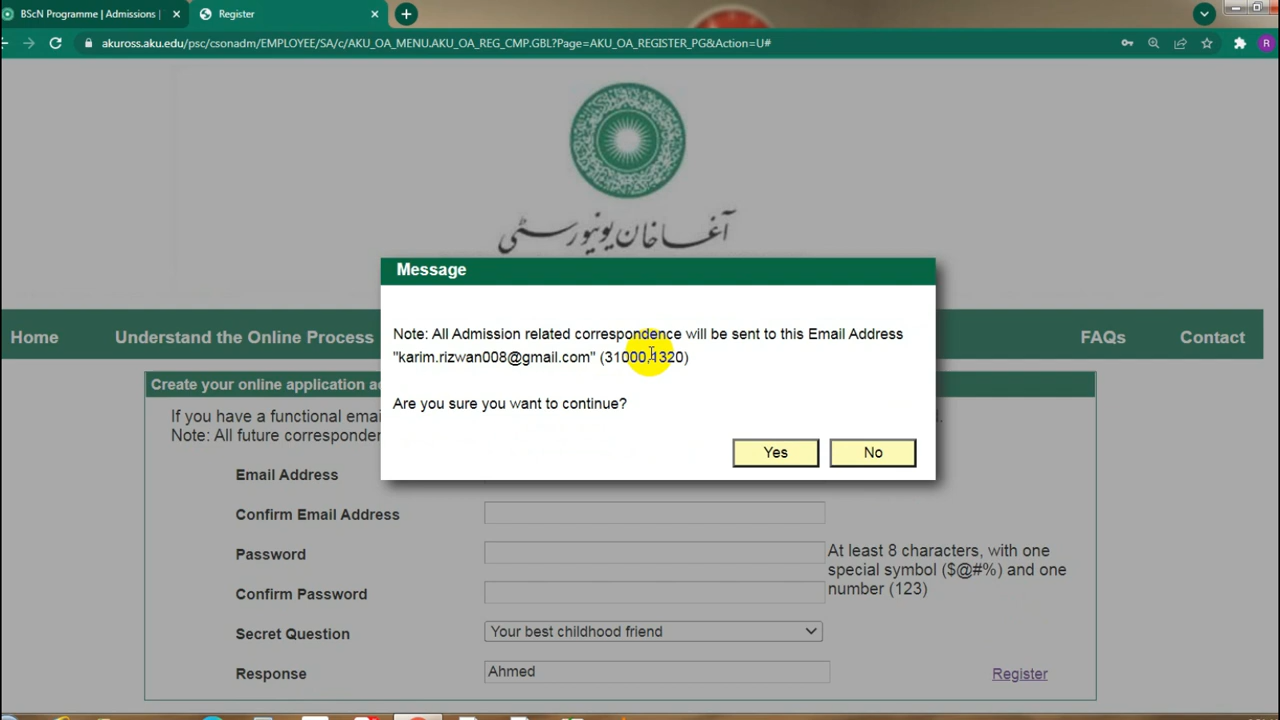 BScN Programme | Admissions |
Register
akuross.aku.edu/psc/csonadm/EMPLOYEE/SA/c/AKU_OA_MENU.AKU_OA_REG_CMP.GBL?Page=AKU_OA_REGISTER_PG&Action=U#
R
آغا خان یونیورسٹی
Home
Understand the Online Process
FAQs
Contact
Message
Note: All Admission related correspondence will be sent to this Email Address
"karim.rizwan008@gmail.com" (31000,1320)
Are you sure you want to continue?
Yes
No
Create your online application
If you have a functional
Note: All future
Email Address
Confirm Email Address
Password
At least 8 characters, with one
special symbol ($@#%) and one
number (123)
Confirm Password
Secret Question
Your best childhood friend
Response
Ahmed
Register